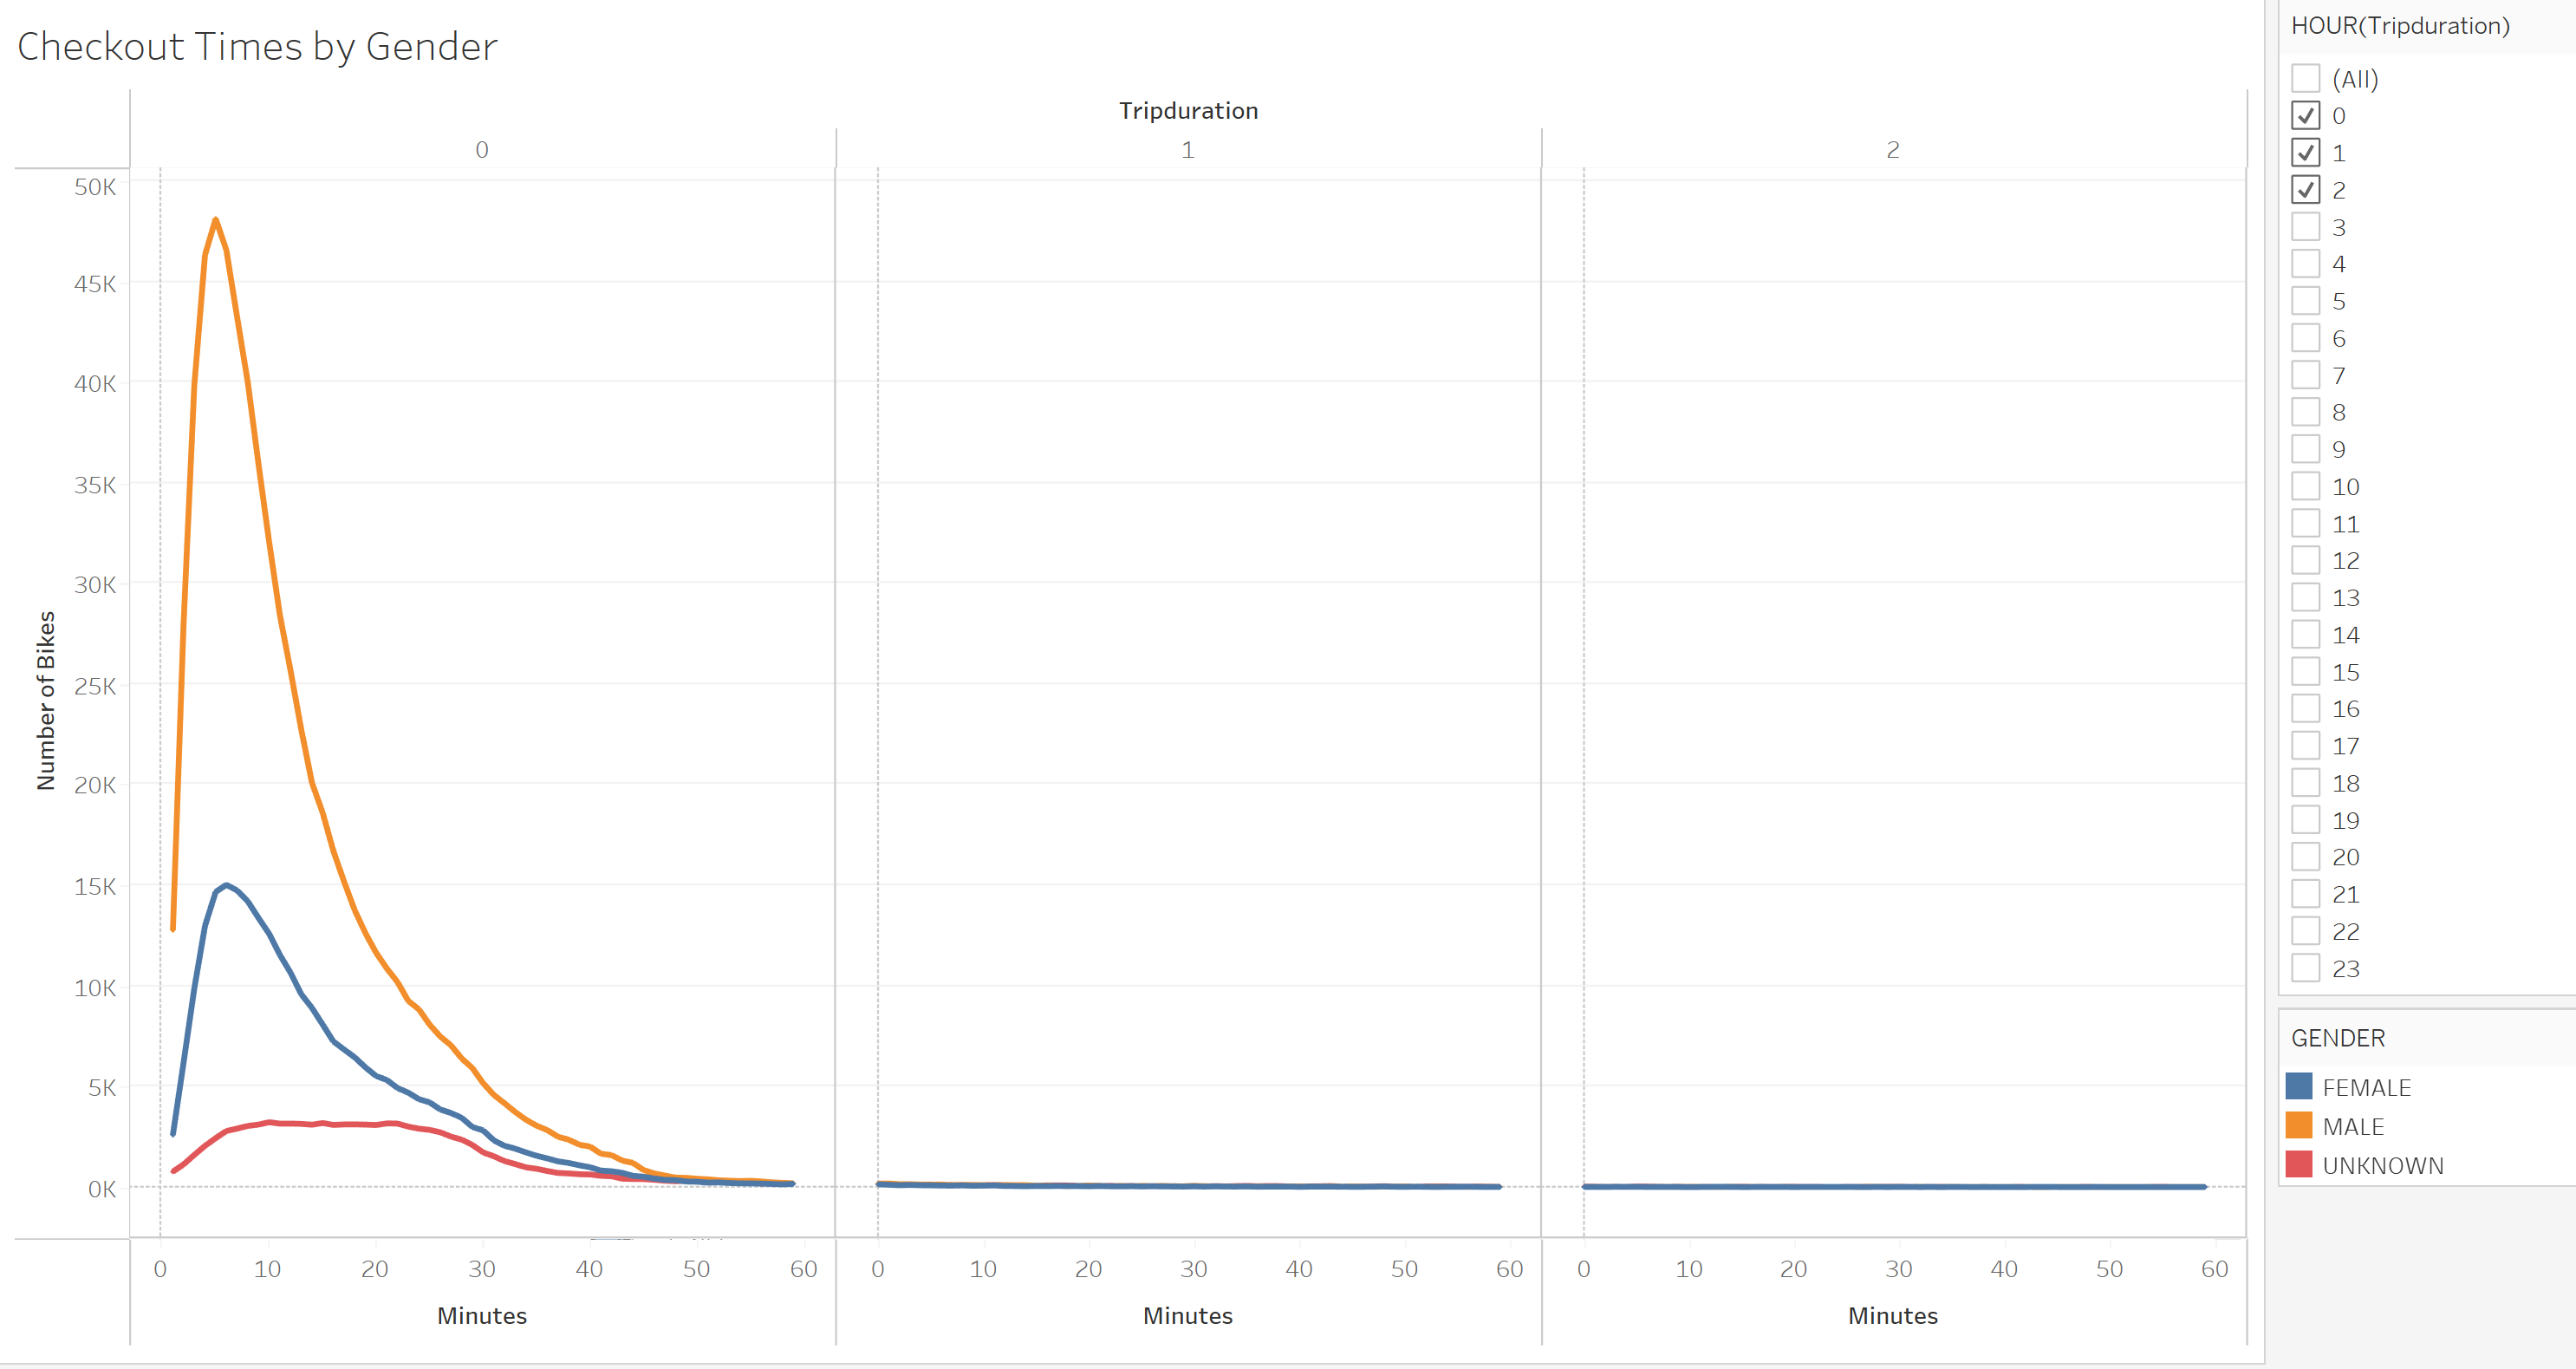 Checkout Times by Gender
Tripduration
0 1 2
50K
45K
40K
35K
30K
25K
20K
15K
10K
5K
0K
Number of Bikes
0 10 20 30 40 50 60 0 10 20 30 40 50 60 0 10 20 30 40 50 60
Minutes Minutes Minutes
HOUR(Tripduration)
(All)
0
1
2
3
4
5
6
7
8
9
10
11
12
13
14
15
16
17
18
19
20
21
22
23
GENDER
FEMALE
MALE
UNKNOWN